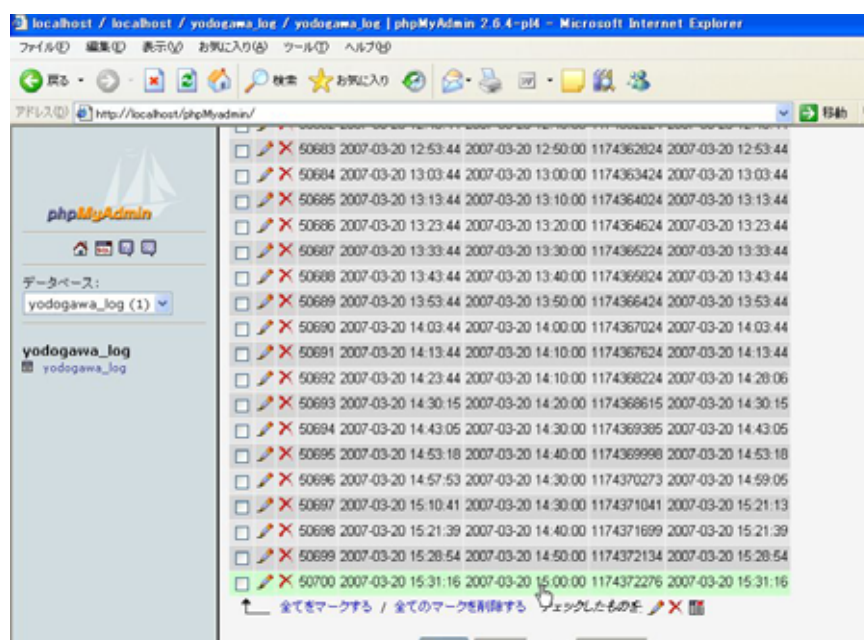 localhost / localhost / yodogawa_log / yodogawa_log | phpMyAdmin 2.6.4-pl4 - Microsoft Internet Explorer
ファイル(F) 編集(E) 表示(V) お気に入り(A) ツール(T) ヘルプ(H)
戻る 検索 お気に入り
アドレス(D) http://localhost/phpMyadmin/ 移動
phpMyAdmin
データベース:
yodogawa_log (1)
yodogawa_log
yodogawa_log
50683 2007-03-20 12:53:44 2007-03-20 12:50:00 1174362824 2007-03-20 12:53:44
50684 2007-03-20 13:03:44 2007-03-20 13:00:00 1174363424 2007-03-20 13:03:44
50685 2007-03-20 13:13:44 2007-03-20 13:10:00 1174364024 2007-03-20 13:13:44
50686 2007-03-20 13:23:44 2007-03-20 13:20:00 1174364624 2007-03-20 13:23:44
50687 2007-03-20 13:33:44 2007-03-20 13:30:00 1174365224 2007-03-20 13:33:44
50688 2007-03-20 13:43:44 2007-03-20 13:40:00 1174365824 2007-03-20 13:43:44
50689 2007-03-20 13:53:44 2007-03-20 13:50:00 1174366424 2007-03-20 13:53:44
50690 2007-03-20 14:03:44 2007-03-20 14:00:00 1174367024 2007-03-20 14:03:44
50691 2007-03-20 14:13:44 2007-03-20 14:10:00 1174367624 2007-03-20 14:13:44
50692 2007-03-20 14:23:44 2007-03-20 14:10:00 1174368224 2007-03-20 14:28:06
50693 2007-03-20 14:30:15 2007-03-20 14:20:00 1174368615 2007-03-20 14:30:15
50694 2007-03-20 14:43:05 2007-03-20 14:30:00 1174369385 2007-03-20 14:43:05
50695 2007-03-20 14:53:18 2007-03-20 14:40:00 1174369998 2007-03-20 14:53:18
50696 2007-03-20 14:57:53 2007-03-20 14:30:00 1174370273 2007-03-20 14:59:05
50697 2007-03-20 15:10:41 2007-03-20 14:30:00 1174371041 2007-03-20 15:21:13
50698 2007-03-20 15:21:39 2007-03-20 14:40:00 1174371699 2007-03-20 15:21:39
50699 2007-03-20 15:28:54 2007-03-20 14:50:00 1174372134 2007-03-20 15:28:54
50700 2007-03-20 15:31:16 2007-03-20 15:00:00 1174372276 2007-03-20 15:31:16
全てをマークする / 全てのマークを削除する チェックしたものを: